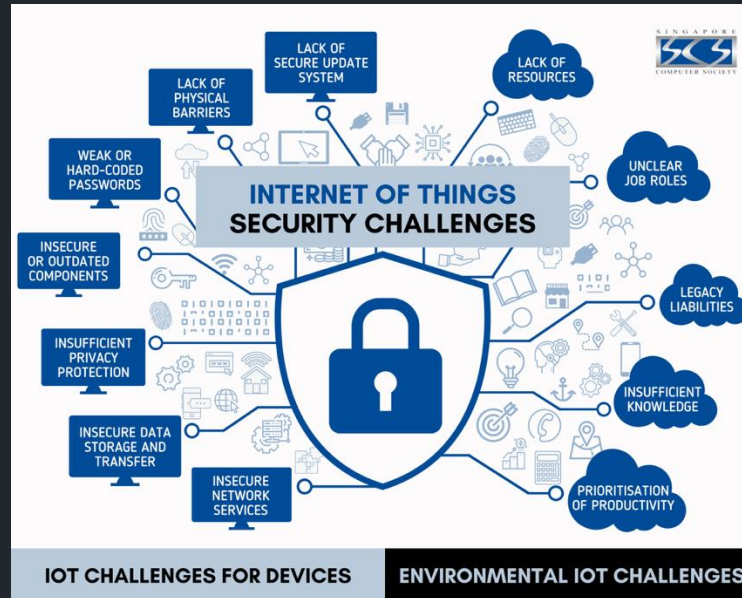 SINGAPORE
SCS
COMPUTER SOCIETY
LACK OF
SECURE UPDATE
SYSTEM
LACK OF
PHYSICAL
BARRIERS
WEAK OR
HARD-CODED
PASSWORDS
INSECURE
OR OUTDATED
COMPONENTS
INSUFFICIENT
PRIVACY
PROTECTION
INSECURE DATA
STORAGE AND
TRANSFER
INSECURE
NETWORK
SERVICES
INTERNET OF THINGS
SECURITY CHALLENGES
LACK OF
RESOURCES
UNCLEAR
JOB ROLES
LEGACY
LIABILITIES
INSUFFICIENT
KNOWLEDGE
PRIORITISATION
OF PRODUCTIVITY
IOT CHALLENGES FOR DEVICES
ENVIRONMENTAL IOT CHALLENGES